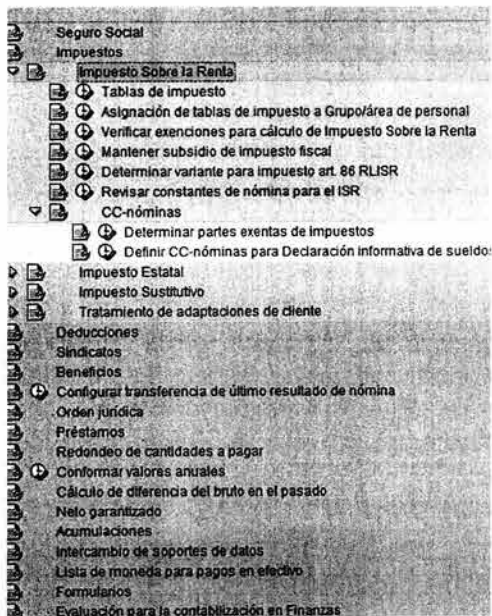 Seguro Social
Impuestos
Impuesto Sobre la Renta
Tablas de impuesto
Asignación de tablas de impuesto a Grupo/área de personal
Verificar exenciones para cálculo de Impuesto Sobre la Renta
Mantener subsidio de impuesto fiscal
Determinar variante para impuesto art. 86 RLISR
Revisar constantes de nómina para el ISR
CC-nóminas
Determinar partes exentas de impuestos
Definir CC-nóminas para Declaración informativa de sueldo
Impuesto Estatal
Impuesto Sustitutivo
Tratamiento de adaptaciones de cliente
Deducciones
Sindicatos
Beneficios
Configurar transferencia de último resultado de nómina
Orden jurídica
Préstamos
Redondeo de cantidades a pagar
Conformar valores anuales
Cálculo de diferencia del bruto en el pasado
Neto garantizado
Acumulaciones
Intercambio de soportes de datos
Lista de moneda para pagos en efectivo
Formularios
Evaluación para la contabilización en Finanzas